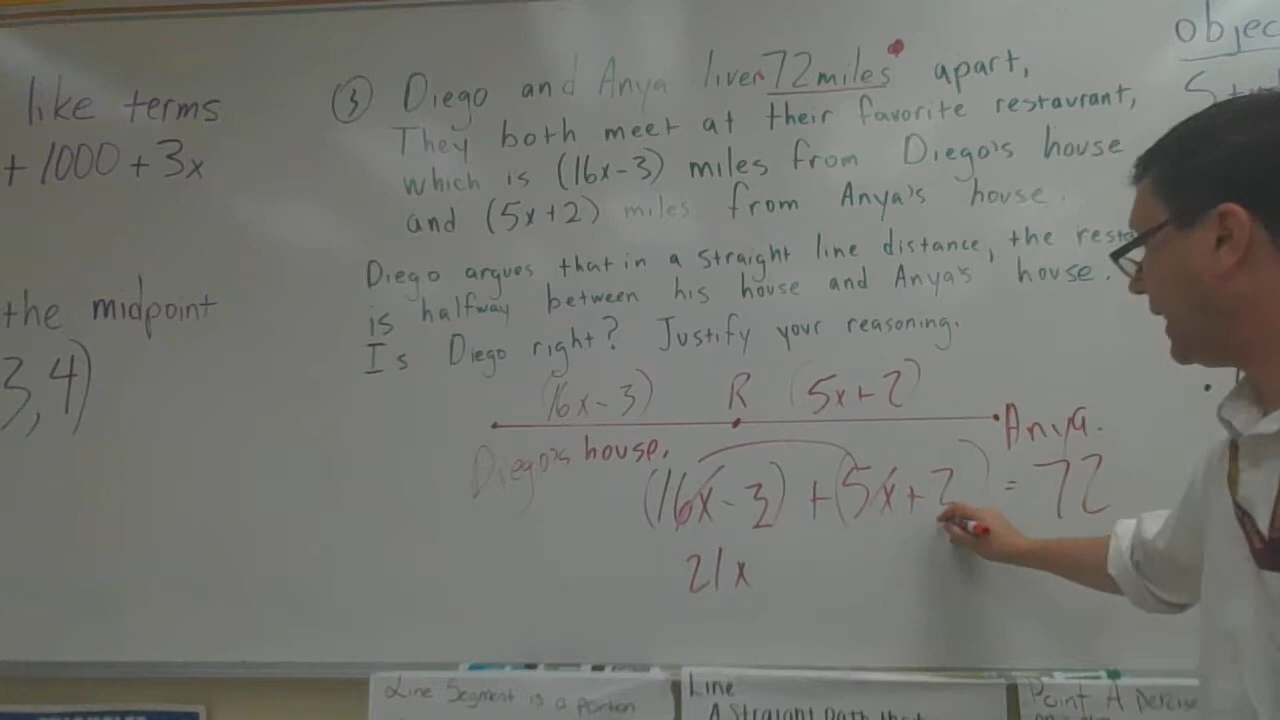 like terms
+ 1000 + 3x
the midpoint
3,4)
③ Diego and Anya live 72 miles apart,
They both meet at their favorite restaurant,
which is (16x-3) miles from Diego's house
and (5x+2) miles from Anya's house.
Diego argues that in a straight line distance, the
is halfway between his house and Anya's house.
Is Diego right? Justify your reasoning.
(16x-3) R (5x+2)
Diego's house. Anya.
(16x-3) + (5x+2) = 72
21x
objec
Line Segment is a portion
Line
A Straight path that
Point A